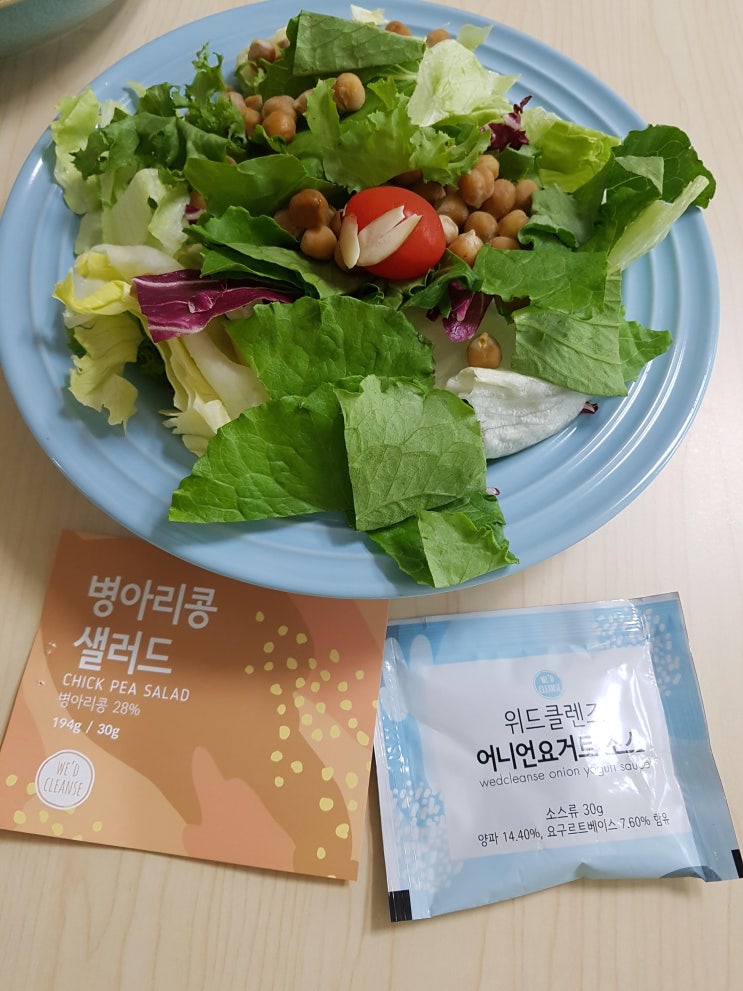 병아리콩
샐러드
CHICK PEA SALAD
병아리콩 28%
194g / 30g
WE'D
CLEANSE
WE'D
CLEANSE
위드클렌즈
어니언요거트 소스
wedcleanse onion yogurt sauce
소스류 30g
양파 14.40%, 요구르트베이스 7.60% 함유